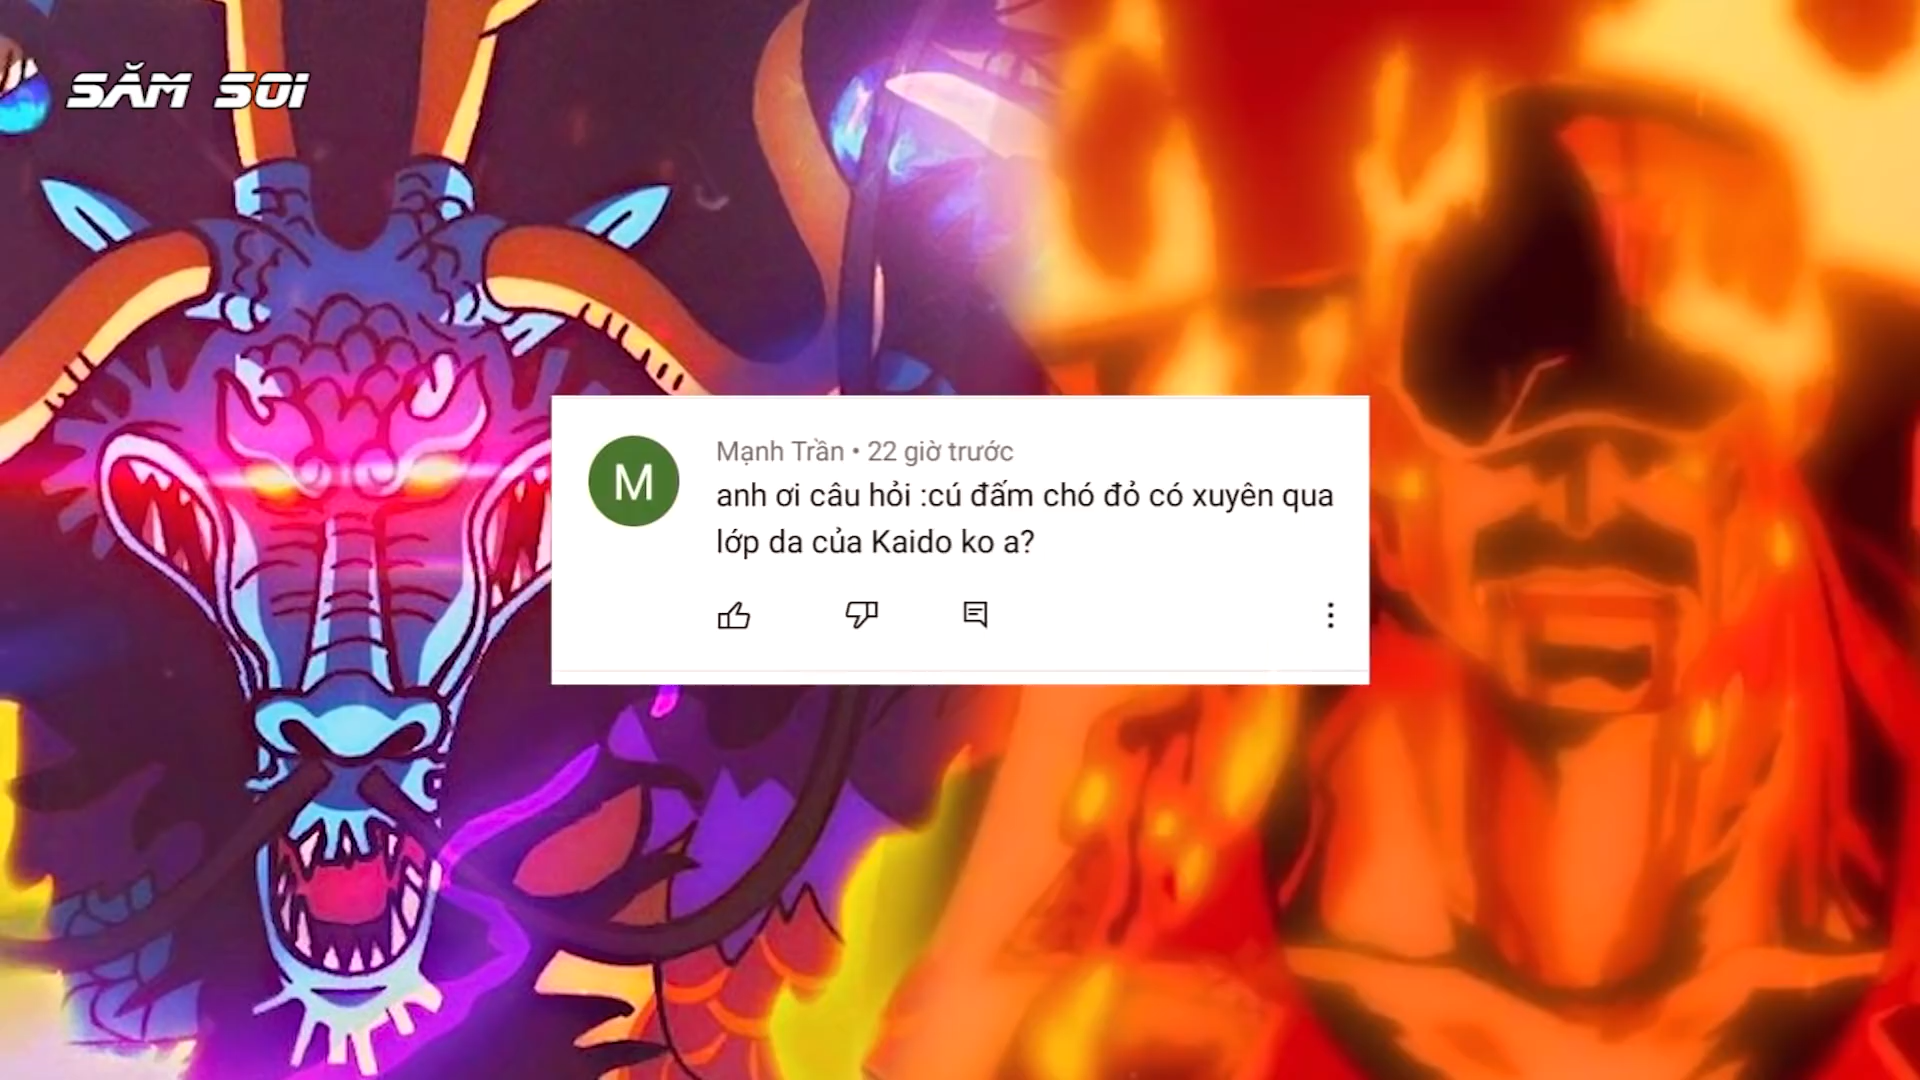 SĂM SOI
M
Mạnh Trần • 22 giờ trước
anh ơi câu hỏi :cú đấm chó đỏ có xuyên qua
lớp da của Kaido ko a?